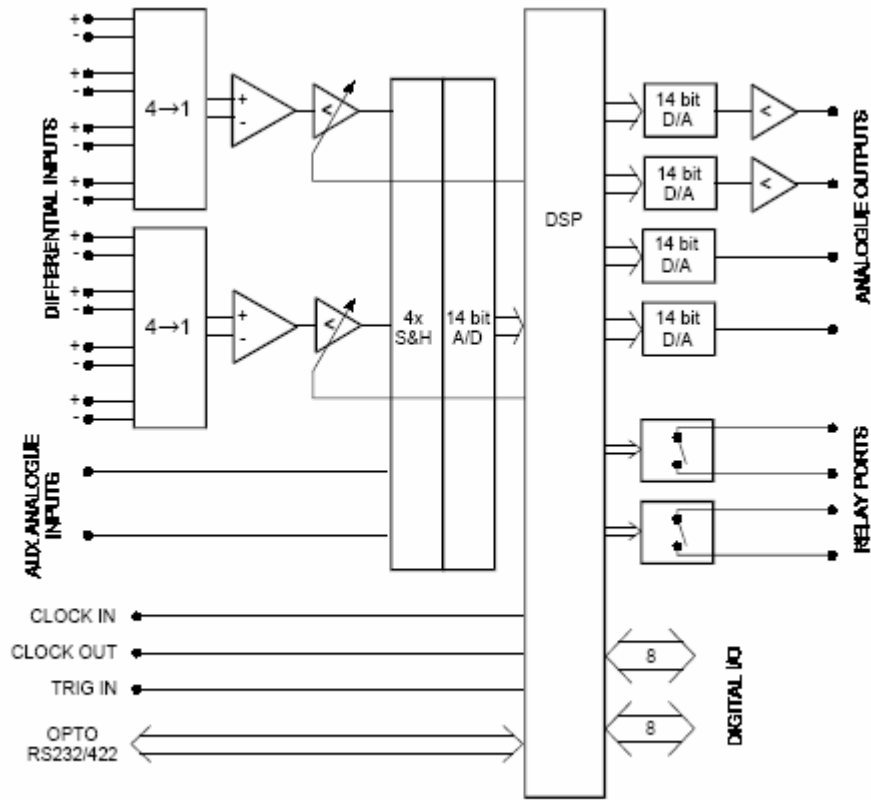 DIFFERENTIAL INPUTS
+
-
+
-
+
-
+
-
4→1
+
-
<
+
-
+
-
+
-
+
-
4→1
+
-
<
4x
S&H
14 bit
A/D
AUX ANALOGUE
INPUTS
CLOCK IN
CLOCK OUT
TRIG IN
OPTO
RS232/422
DSP
14 bit
D/A
<
14 bit
D/A
<
14 bit
D/A
14 bit
D/A
ANALOGUE OUTPUTS
RELAY PORTS
8
8
DIGITAL I/O